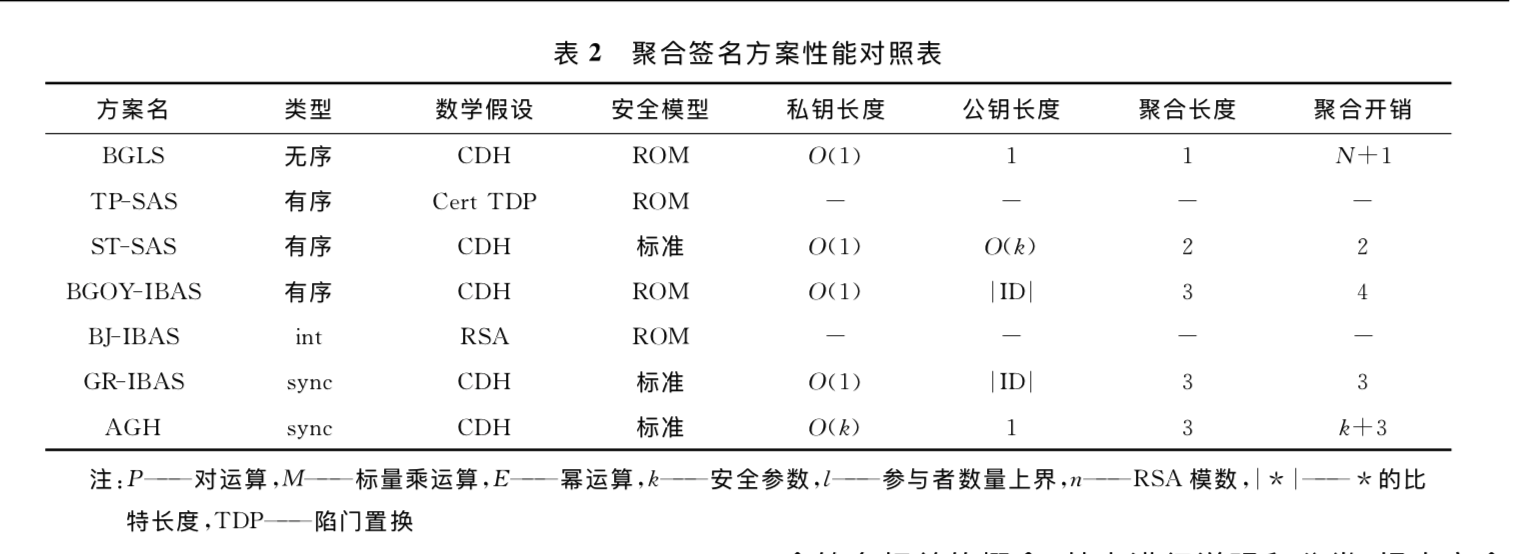 表 2 聚合签名方案性能对照表
方案名 类型 数学假设 安全模型 私钥长度 公钥长度 聚合长度 聚合开销
BGLS 无序 CDH ROM O(1) 1 1 N+1
TP-SAS 有序 Cert TDP ROM — — — —
ST-SAS 有序 CDH 标准 O(1) O(k) 2 2
BGOY-IBAS 有序 CDH ROM O(1) |ID| 3 4
BJ-IBAS int RSA ROM — — — —
GR-IBAS sync CDH 标准 O(1) |ID| 3 3
AGH sync CDH 标准 O(k) 1 3 k+3
注:P——对运算,M——标量乘运算,E——幂运算,k——安全参数,l——参与者数量上界,n——RSA 模数,|*|——*的比
特长度,TDP——陷门置换